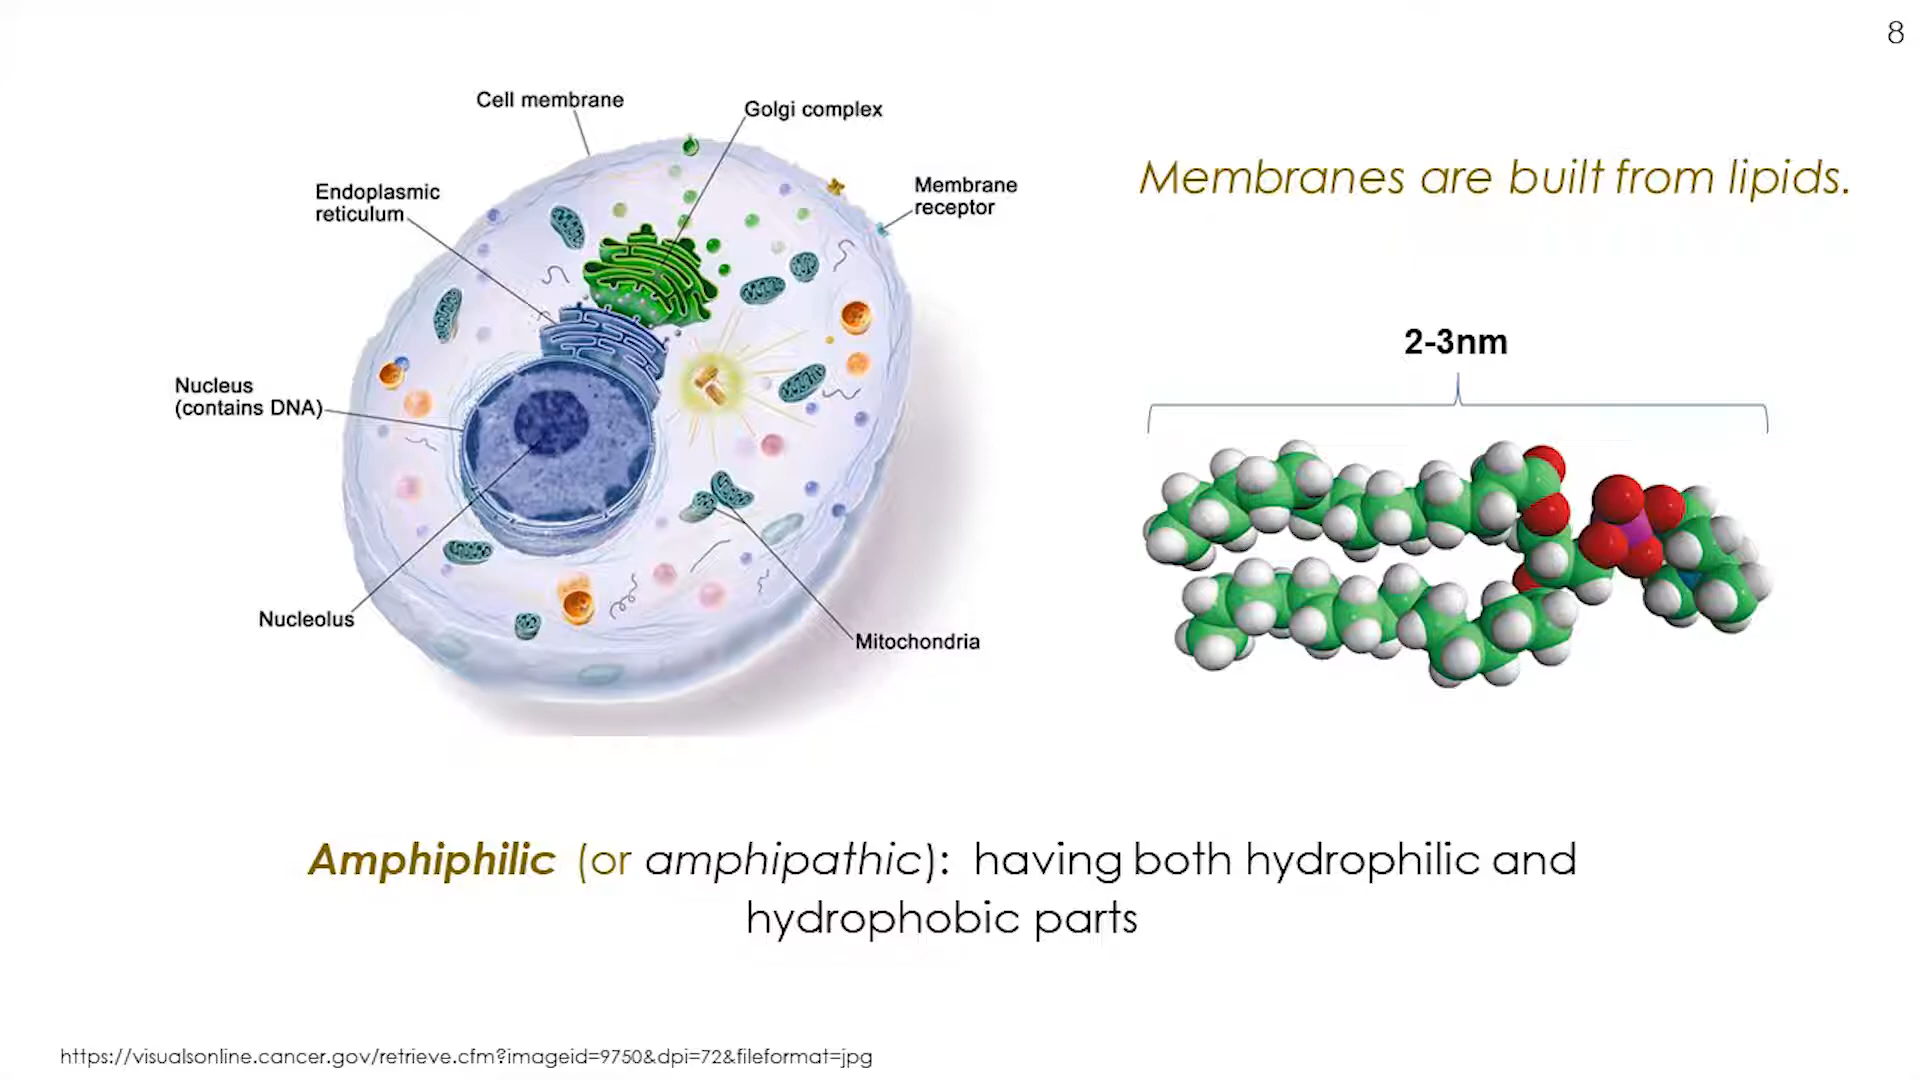 8
Cell membrane
Golgi complex
Endoplasmic
reticulum
Membrane
receptor
Membranes are built from lipids.
2-3nm
Nucleus
(contains DNA)
Nucleolus
Mitochondria
Amphiphilic (or amphipathic): having both hydrophilic and
hydrophobic parts
https://visualsonline.cancer.gov/retrieve.cfm?imageid=9750&dpi=72&fileformat=jpg